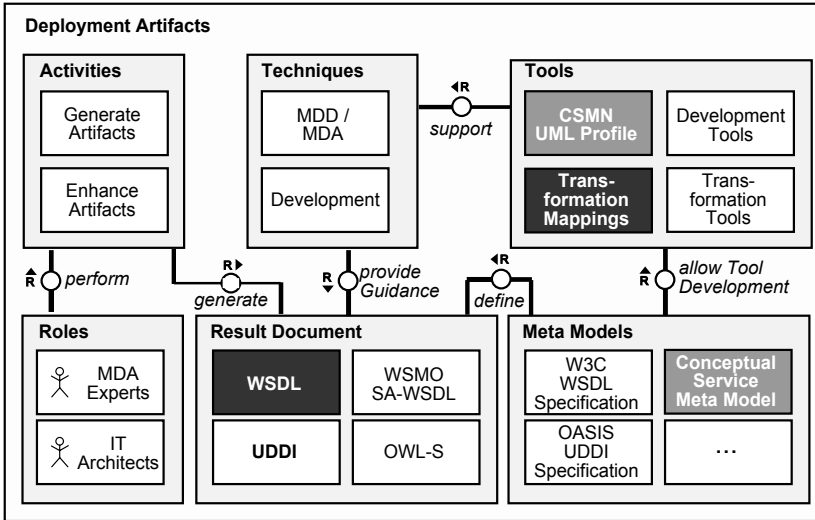 Deployment Artifacts
Activities
Generate
Artifacts
Enhance
Artifacts
Techniques
MDD /
MDA
Development
◄R
support
Tools
CSMN
UML Profile
Development
Tools
Trans-
formation
Mappings
Trans-
formation
Tools
▲
R
perform
R►
generate
R
▼
provide
Guidance
◄R
define
▲
R
allow Tool
Development
Roles
MDA
Experts
IT
Architects
Result Document
WSDL
WSMO
SA-WSDL
UDDI
OWL-S
Meta Models
W3C
WSDL
Specification
Conceptual
Service
Meta Model
OASIS
UDDI
Specification
...